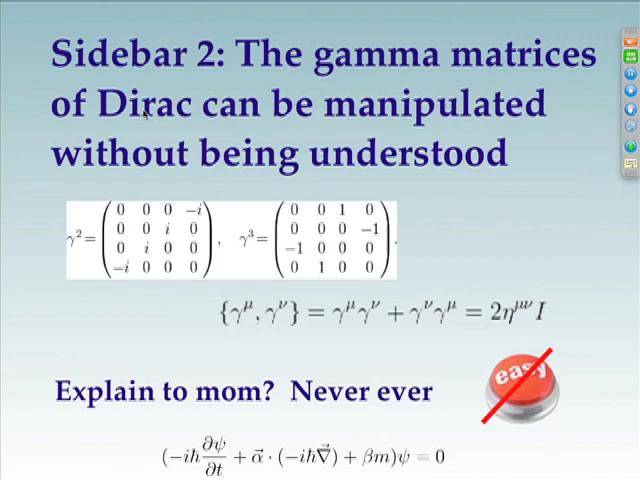 Sidebar 2: The gamma matrices
of Dirac can be manipulated
without being understood
γ² = ( 0 0 0 −i
0 0 i 0
0 i 0 0
−i 0 0 0 ) , γ³ = ( 0 0 1 0
0 0 0 −1
−1 0 0 0
0 1 0 0 ) .
{γ^μ, γ^ν} = γ^μ γ^ν + γ^ν γ^μ = 2η^{μν} I
easy
Explain to mom? Never ever
(−iℏ ∂ψ/∂t + α⃗ · (−iℏ∇⃗) + βm)ψ = 0